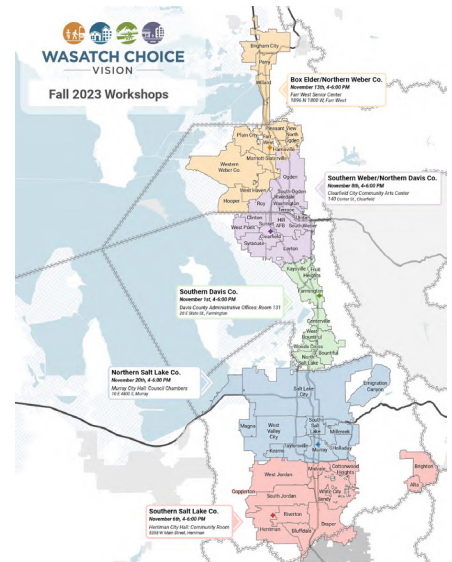 WASATCH CHOICE
VISION
Fall 2023 Workshops
Brigham City
Perry
Willard
Box Elder/Northern Weber Co.
November 13th, 4-6:00 PM
Farr West Senior Center
1896 N 1800 W, Farr West
Pleasant View
North Ogden
Plain City
Farr West
Harrisville
Marriott-Slaterville
Western Weber Co.
West Haven
Hooper
Ogden
South Ogden
Riverdale
Washington Terrace
Roy
Uintah
South Weber
Southern Weber/Northern Davis Co.
November 8th, 4-6:00 PM
Clearfield City Community Arts Center
140 Center St., Clearfield
Clinton
Sunset
Hill AFB
West Point
Clearfield
Syracuse
Layton
Kaysville
Fruit Heights
Farmington
Southern Davis Co.
November 1st, 4-6:00 PM
Davis County Administrative Offices: Room 131
Centerville
West Bountiful
Woods Cross
Bountiful
North Salt Lake
Northern Salt Lake Co.
November 20th, 4-6:00 PM
Murray City Hall: Council Chambers
10 E 4800 S, Murray
Salt Lake City
Emigration Canyon
Magna
West Valley City
South Salt Lake
Millcreek
Taylorsville
Kearns
Murray
Holladay
Midvale
Cottonwood Heights
West Jordan
Brighton
Copperton
White City
Sandy
South Jordan
Alta
Southern Salt Lake Co.
November 6th, 4-6:00 PM
Herriman City Hall: Community Room
5355 W Main Street, Herriman
Riverton
Herriman
Draper
Bluffdale